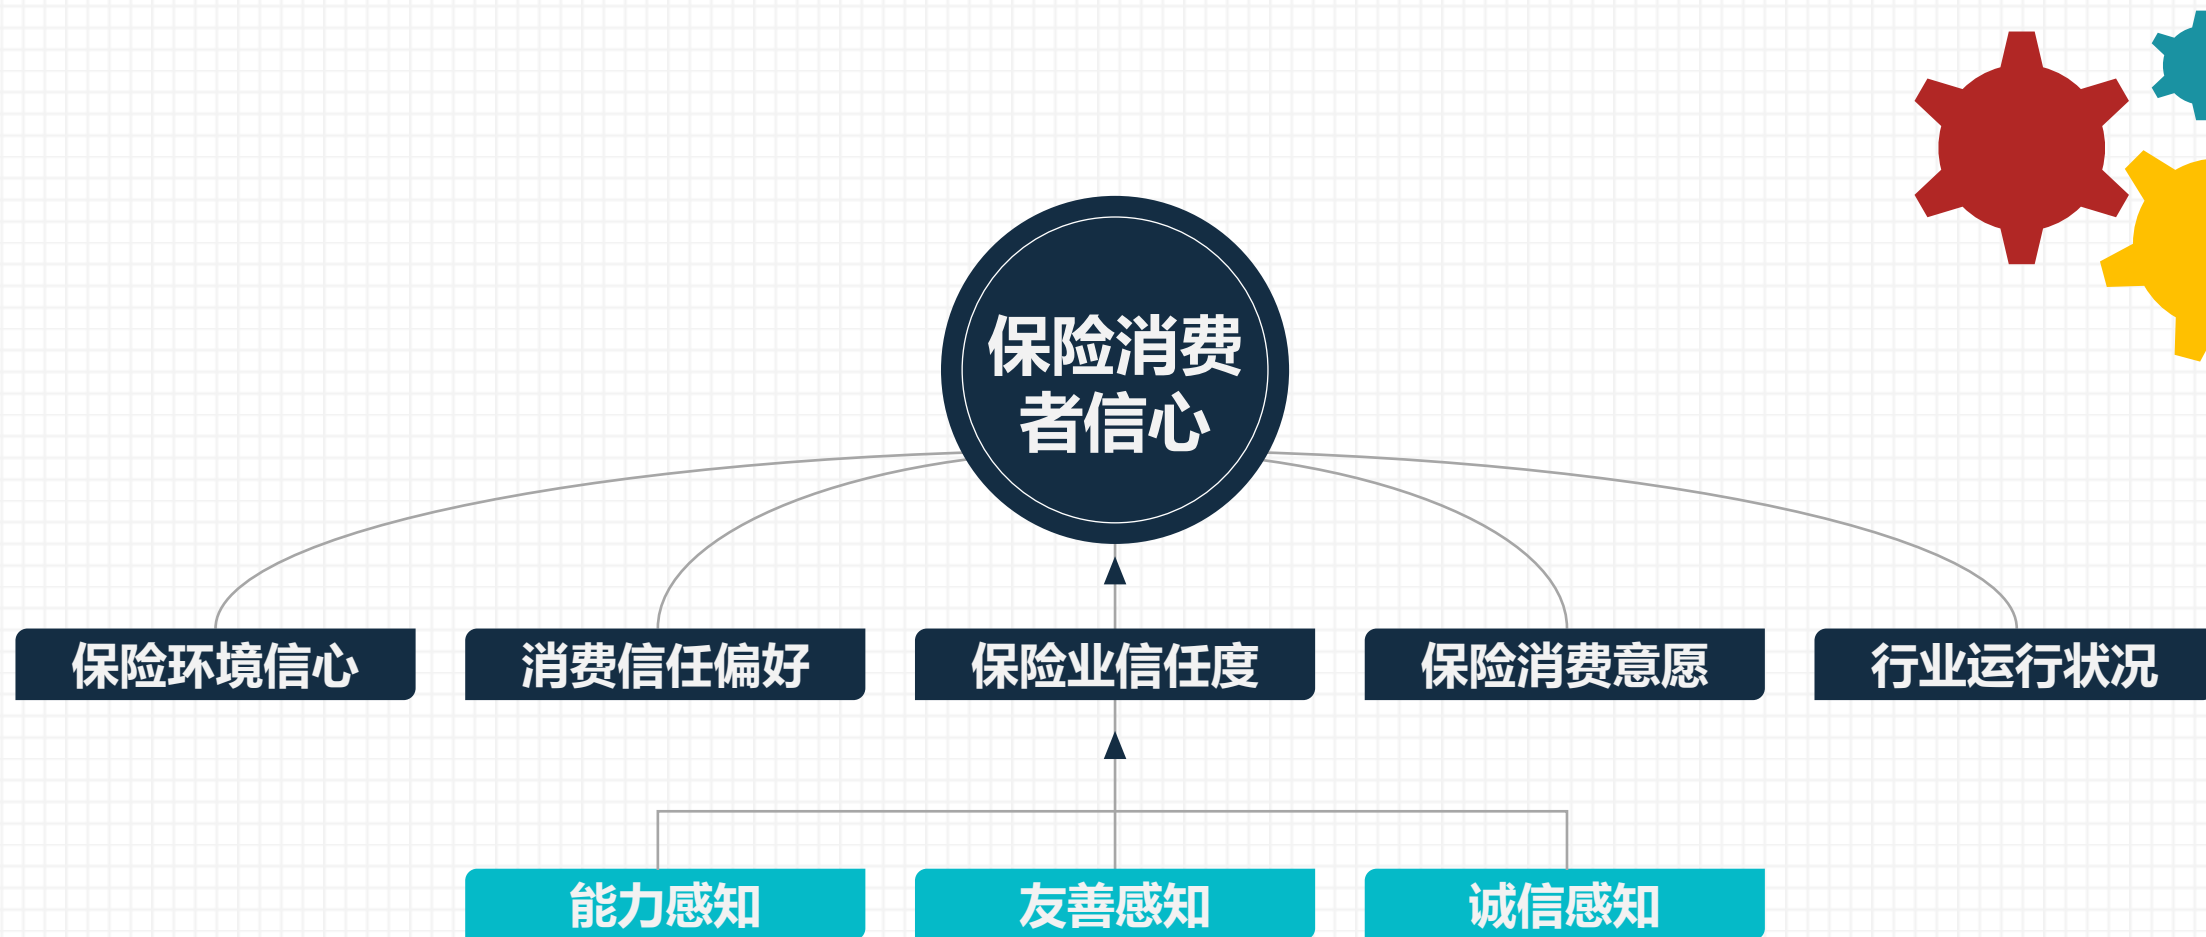 保险消费
者信心
保险环境信心
消费信任偏好
保险业信任度
保险消费意愿
行业运行状况
能力感知
友善感知
诚信感知